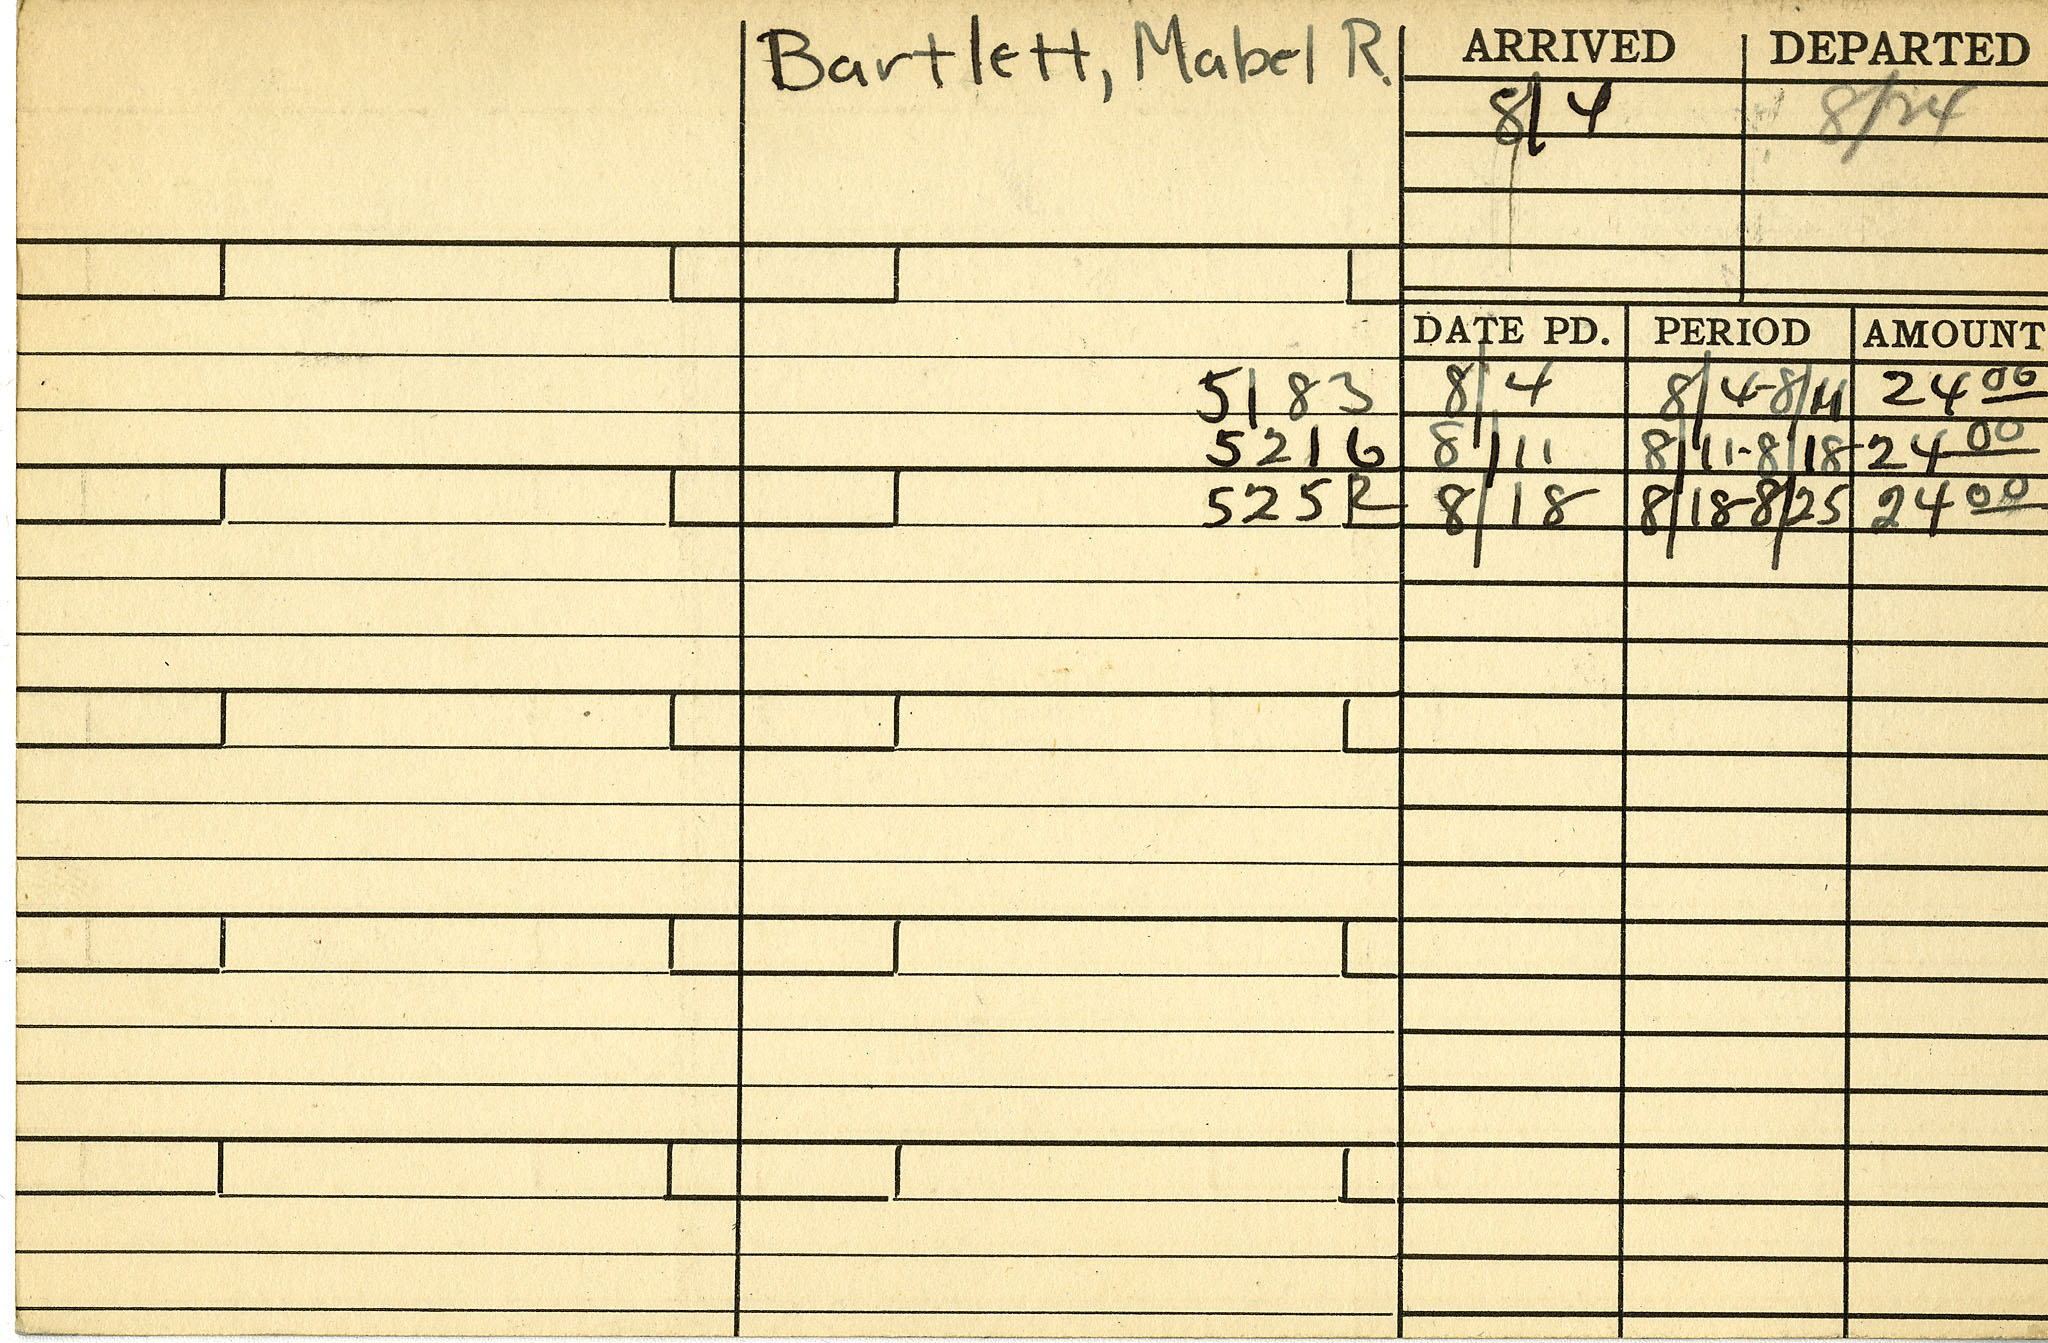 Bartlett, Mabel R.
ARRIVED DEPARTED
8/4 8/24
DATE PD. PERIOD AMOUNT
5183 8/4 8/4-8/11 24 00
5216 8/11 8/11-8/18 24 00
5252 8/18 8/18-8/25 24 00